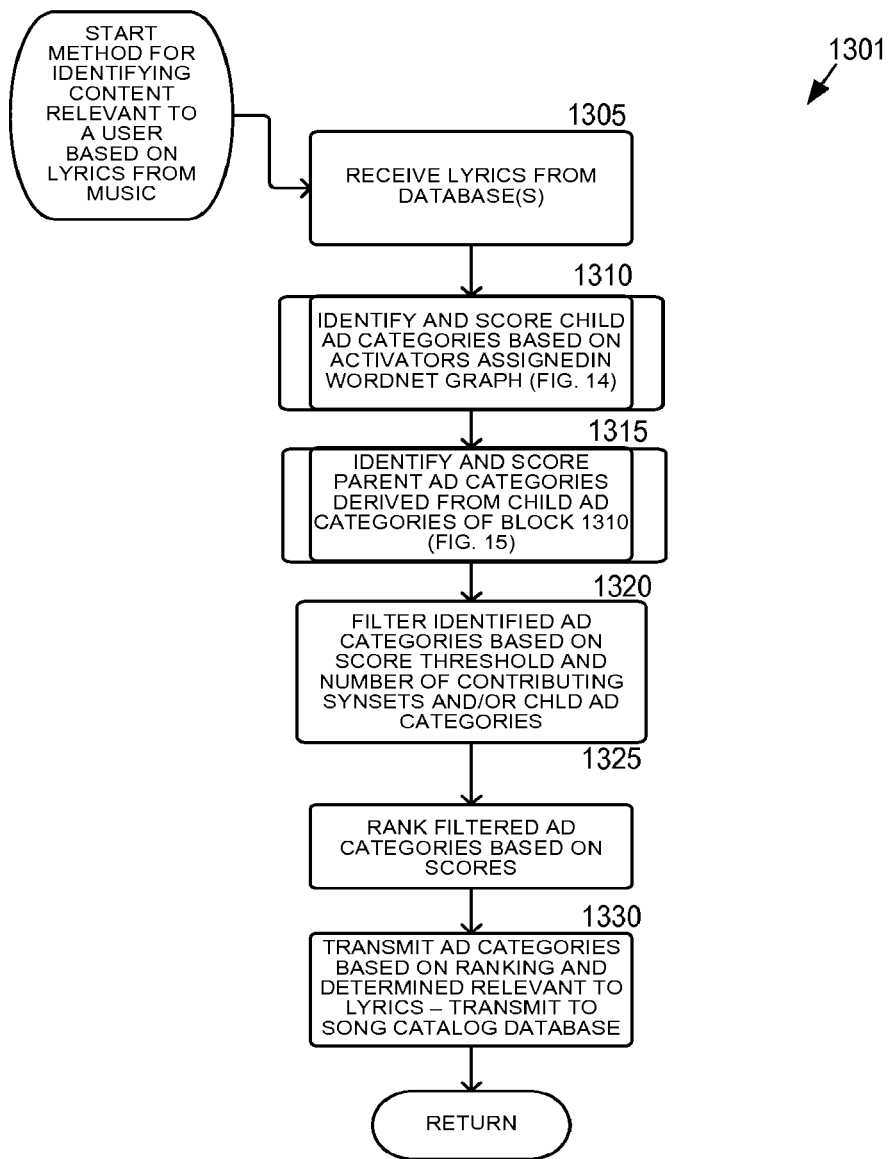 START
METHOD FOR
IDENTIFYING
CONTENT
RELEVANT TO
A USER
BASED ON
LYRICS FROM
MUSIC
1301
1305
RECEIVE LYRICS FROM
DATABASE(S)
1310
IDENTIFY AND SCORE CHILD
AD CATEGORIES BASED ON
ACTIVATORS ASSIGNEDIN
WORDNET GRAPH (FIG. 14)
1315
IDENTIFY AND SCORE
PARENT AD CATEGORIES
DERIVED FROM CHILD AD
CATEGORIES OF BLOCK 1310
(FIG. 15)
1320
FILTER IDENTIFIED AD
CATEGORIES BASED ON
SCORE THRESHOLD AND
NUMBER OF CONTRIBUTING
SYNSETS AND/OR CHLD AD
CATEGORIES
1325
RANK FILTERED AD
CATEGORIES BASED ON
SCORES
1330
TRANSMIT AD CATEGORIES
BASED ON RANKING AND
DETERMINED RELEVANT TO
LYRICS – TRANSMIT TO
SONG CATALOG DATABASE
RETURN